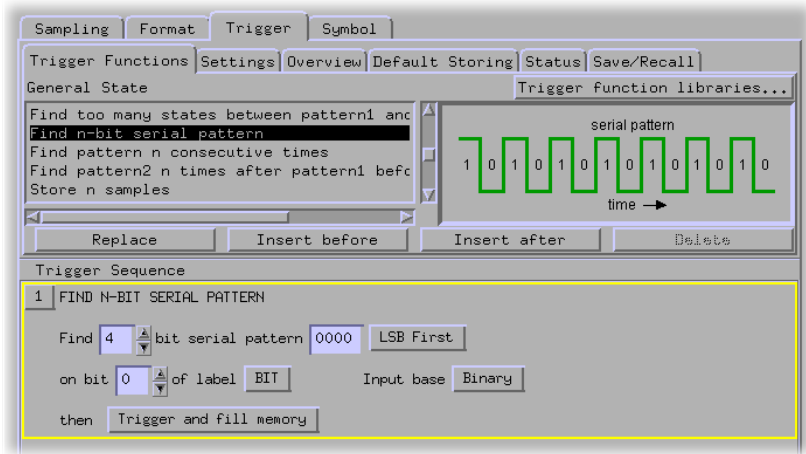 Sampling Format Trigger Symbol
Trigger Functions Settings Overview Default Storing Status Save/Recall
General State Trigger function libraries...
Find too many states between pattern1 and
Find n-bit serial pattern
Find pattern n consecutive times
Find pattern2 n times after pattern1 befo
Store n samples
serial pattern
1 0 1 0 1 0 1 0 1 0 1 0 1 0 1 0
time
Replace Insert before Insert after Delete
Trigger Sequence
1 FIND N-BIT SERIAL PATTERN
Find 4 bit serial pattern 0000 LSB First
on bit 0 of label BIT Input base Binary
then Trigger and fill memory